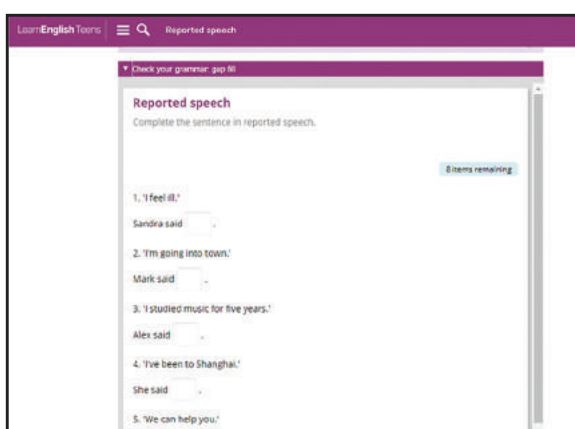 LearnEnglish Teens Reported speech
Check your grammar: gap fill
Reported speech
Complete the sentence in reported speech.
8 items remaining
1. 'I feel ill.'
Sandra said .
2. 'I'm going into town.'
Mark said .
3. 'I studied music for five years.'
Alex said .
4. 'I've been to Shanghai.'
She said .
5. 'We can help you.'